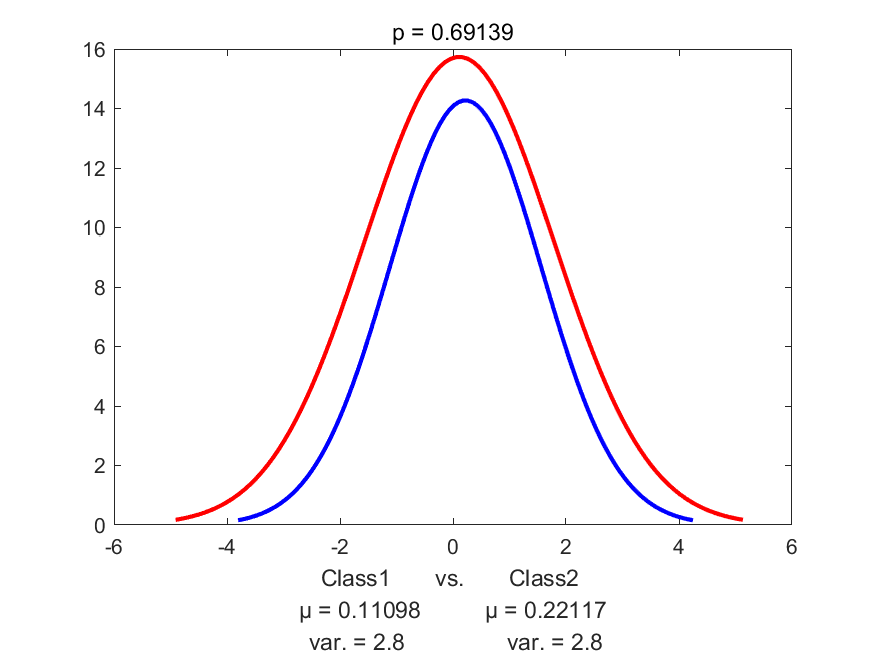 p = 0.69139
16
14
12
10
8
6
4
2
0
-6 -4 -2 0 2 4 6
Class1 vs. Class2
μ = 0.11098 μ = 0.22117
var. = 2.8 var. = 2.8